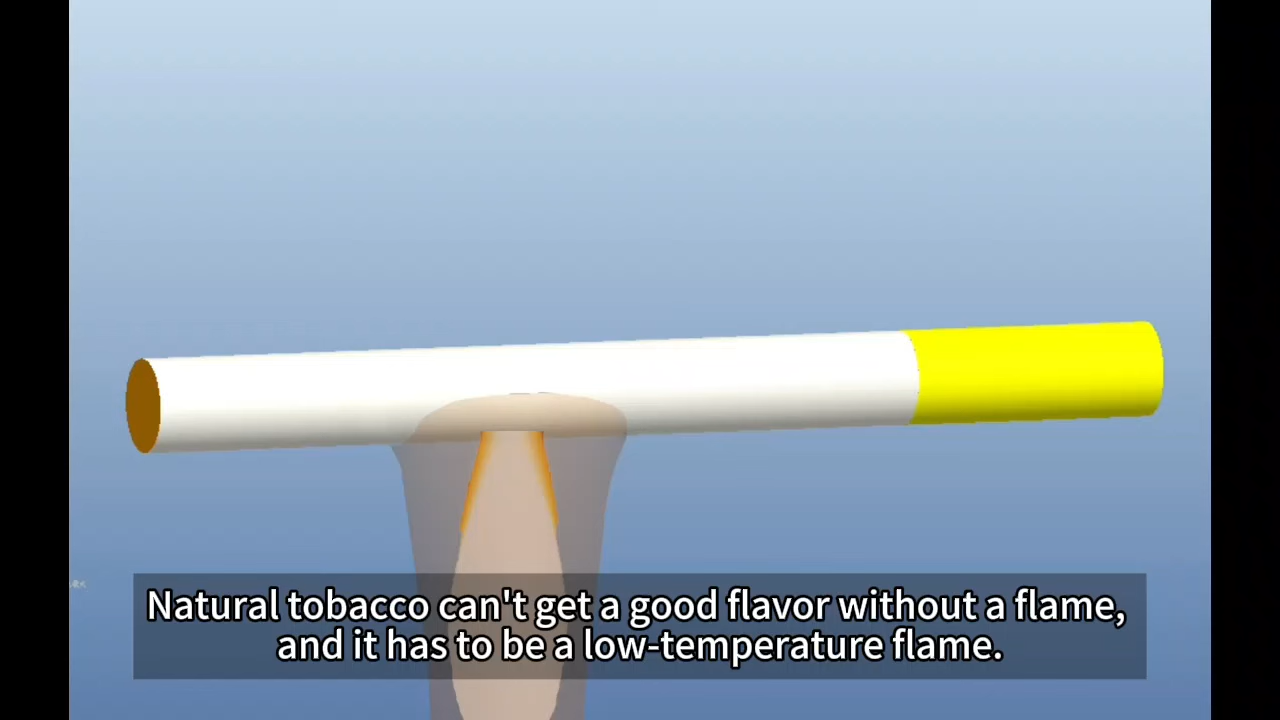 Natural tobacco can't get a good flavor without a flame,
and it has to be a low-temperature flame.